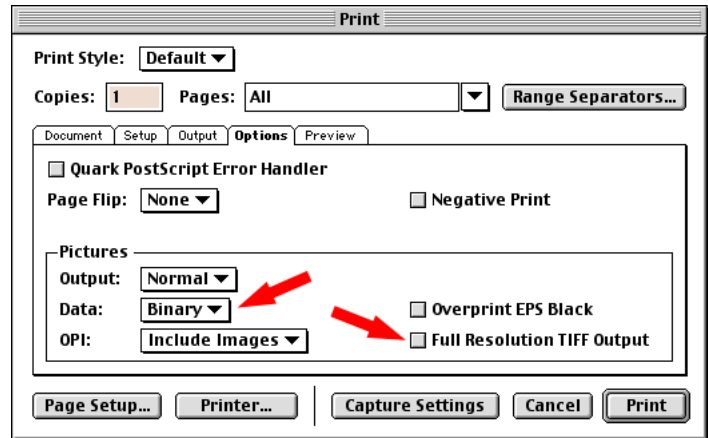 Print
Print Style: Default
Copies: 1 Pages: All Range Separators...
Document Setup Output Options Preview
Quark PostScript Error Handler
Page Flip: None Negative Print
Pictures
Output: Normal
Data: Binary Overprint EPS Black
OPI: Include Images Full Resolution TIFF Output
Page Setup... Printer... Capture Settings Cancel Print